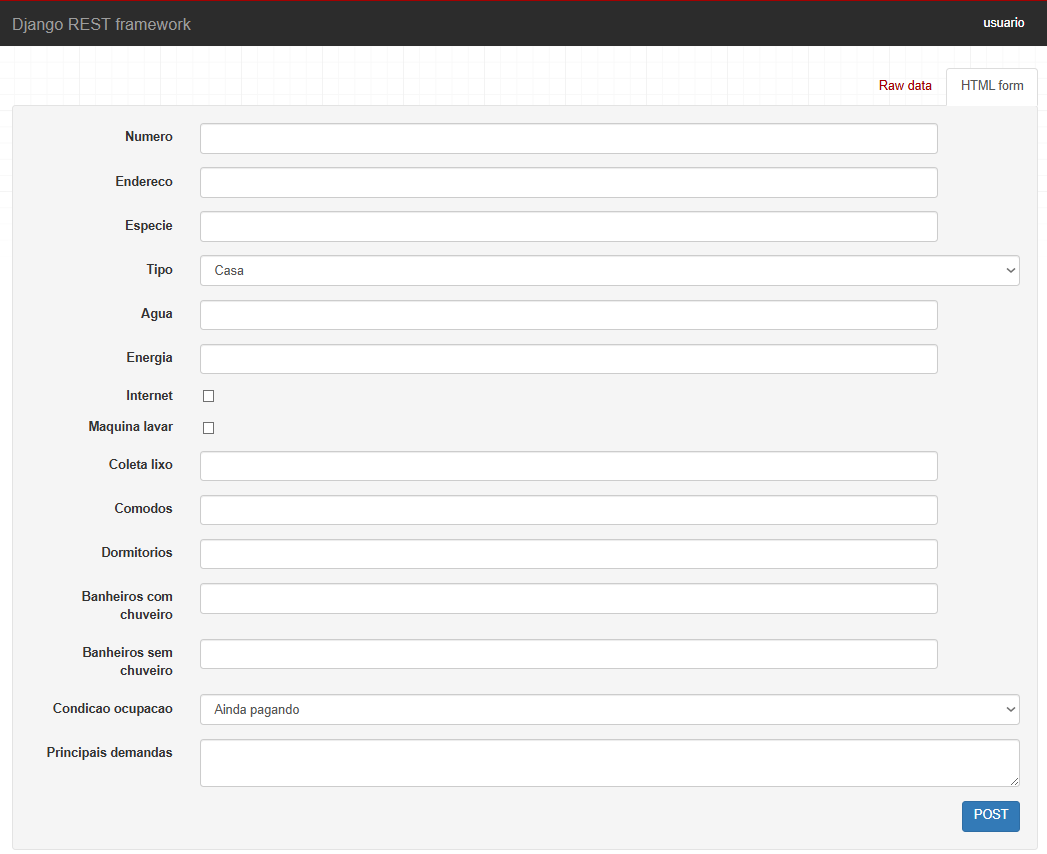 Django REST framework
usuario
Raw data
HTML form
Numero
Endereco
Especie
Tipo
Casa
Agua
Energia
Internet
Maquina lavar
Coleta lixo
Comodos
Dormitorios
Banheiros com
chuveiro
Banheiros sem
chuveiro
Condicao ocupacao
Ainda pagando
Principais demandas
POST